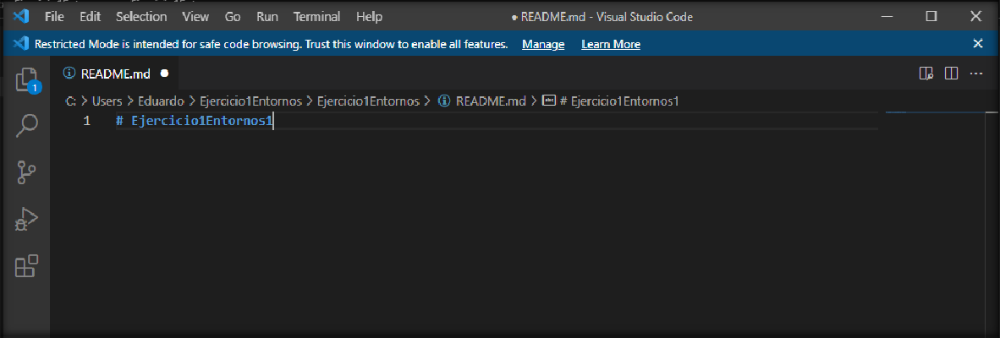 File Edit Selection View Go Run Terminal Help ● README.md - Visual Studio Code
Restricted Mode is intended for safe code browsing. Trust this window to enable all features. Manage Learn More
README.md ●
C: > Users > Eduardo > Ejercicio1Entornos > Ejercicio1Entornos > README.md > # Ejercicio1Entornos1
1 # Ejercicio1Entornos1
1